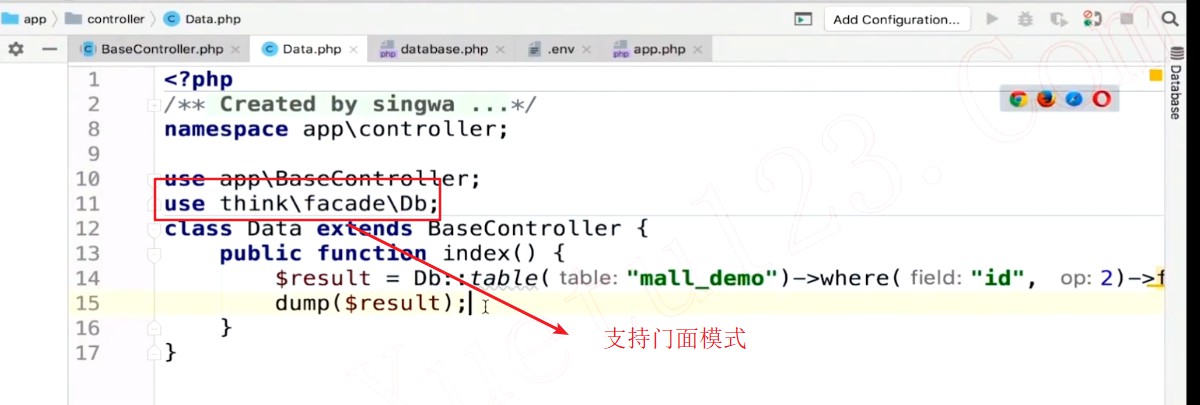 app controller Data.php
Add Configuration...
BaseController.php Data.php database.php .env app.php
1 <?php
2 /** Created by singwa ...*/
8 namespace app\controller;
9
10 use app\BaseController;
11 use think\facade\Db;
12 class Data extends BaseController {
13 public function index() {
14 $result = Db::table( table: "mall_demo")->where( field: "id", op: 2)->f
15 dump($result);
16 }
17 }
支持门面模式
Database